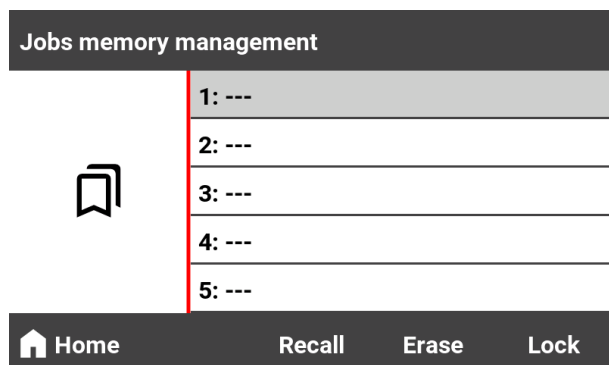 Jobs memory management
1: ---
2: ---
3: ---
4: ---
5: ---
Home Recall Erase Lock